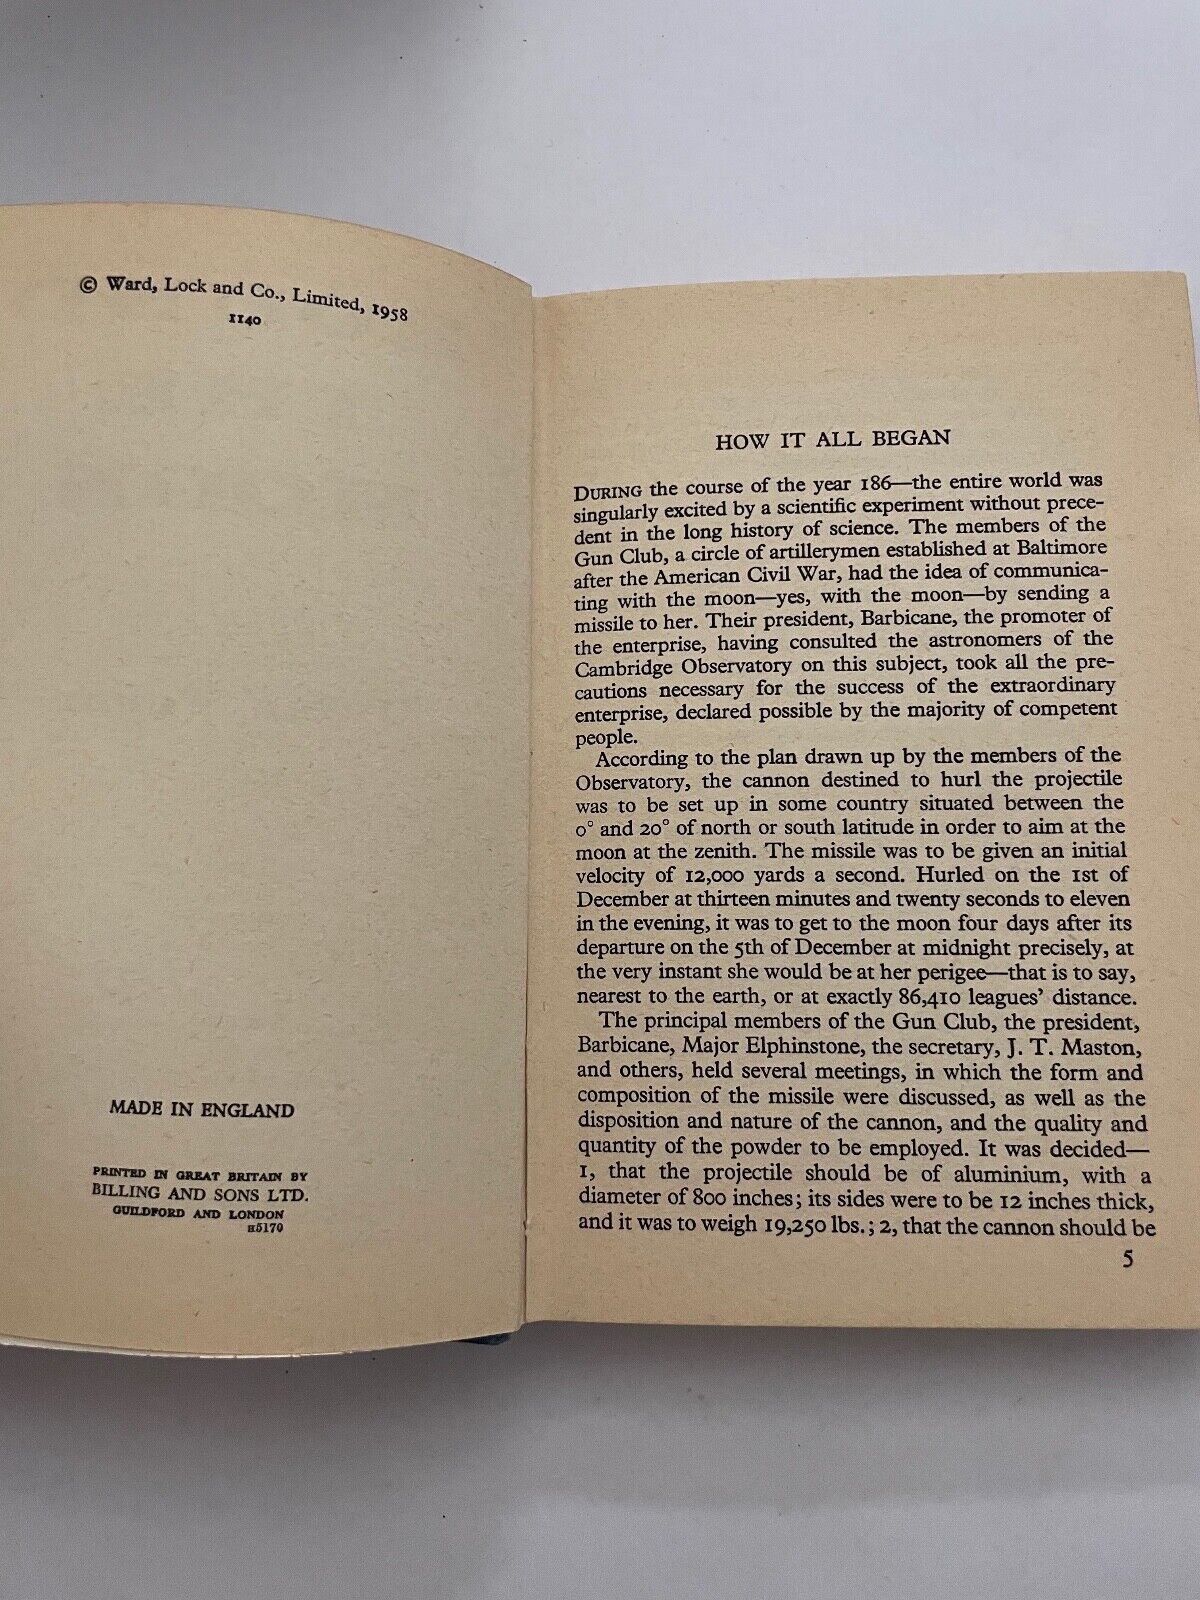 © Ward, Lock and Co., Limited, 1958
1140
MADE IN ENGLAND
PRINTED IN GREAT BRITAIN BY
BILLING AND SONS LTD.
GUILDFORD AND LONDON
H5170
HOW IT ALL BEGAN
DURING the course of the year 186—the entire world was
singularly excited by a scientific experiment without prece-
dent in the long history of science. The members of the
Gun Club, a circle of artillerymen established at Baltimore
after the American Civil War, had the idea of communica-
ting with the moon—yes, with the moon—by sending a
missile to her. Their president, Barbicane, the promoter of
the enterprise, having consulted the astronomers of the
Cambridge Observatory on this subject, took all the pre-
cautions necessary for the success of the extraordinary
enterprise, declared possible by the majority of competent
people.
According to the plan drawn up by the members of the
Observatory, the cannon destined to hurl the projectile
was to be set up in some country situated between the
0° and 20° of north or south latitude in order to aim at the
moon at the zenith. The missile was to be given an initial
velocity of 12,000 yards a second. Hurled on the 1st of
December at thirteen minutes and twenty seconds to eleven
in the evening, it was to get to the moon four days after its
departure on the 5th of December at midnight precisely, at
the very instant she would be at her perigee—that is to say,
nearest to the earth, or at exactly 86,410 leagues' distance.
The principal members of the Gun Club, the president,
Barbicane, Major Elphinstone, the secretary, J. T. Maston,
and others, held several meetings, in which the form and
composition of the missile were discussed, as well as the
disposition and nature of the cannon, and the quality and
quantity of the powder to be employed. It was decided—
1, that the projectile should be of aluminium, with a
diameter of 800 inches; its sides were to be 12 inches thick,
and it was to weigh 19,250 lbs.; 2, that the cannon should be
5